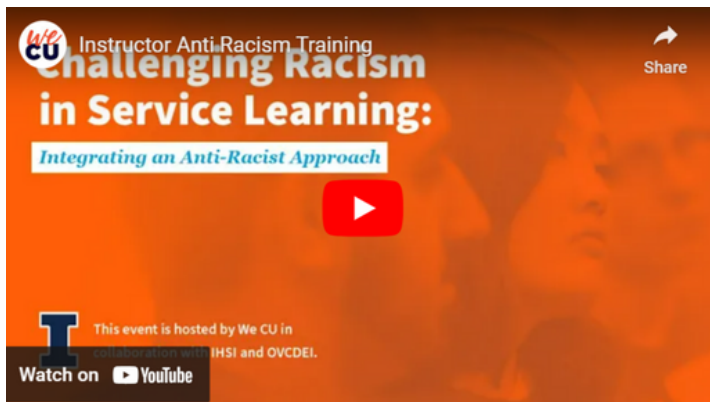 We
CU
Instructor Anti Racism Training
Share
Challenging Racism
in Service Learning:
Integrating an Anti-Racist Approach
I
This event is hosted by We CU in
collaboration with IHSI and OVCDEI.
Watch on YouTube